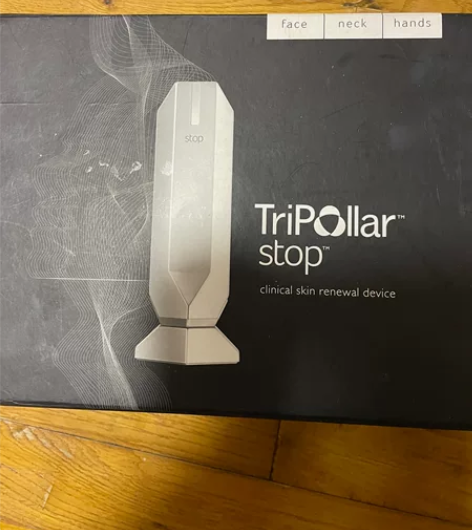 face neck hands
stop
TriPollar™
stop™
clinical skin renewal device